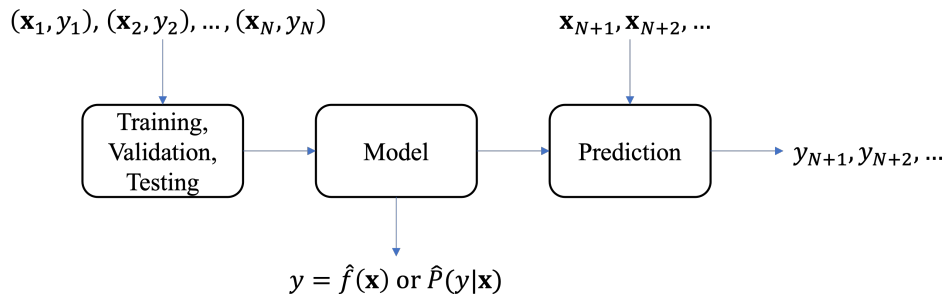 (𝐱₁, y₁), (𝐱₂, y₂), …, (𝐱_N, y_N)
𝐱_{N+1}, 𝐱_{N+2}, …
Training,
Validation,
Testing
Model
Prediction
y_{N+1}, y_{N+2}, …
y = f̂(𝐱) or P̂(y|𝐱)